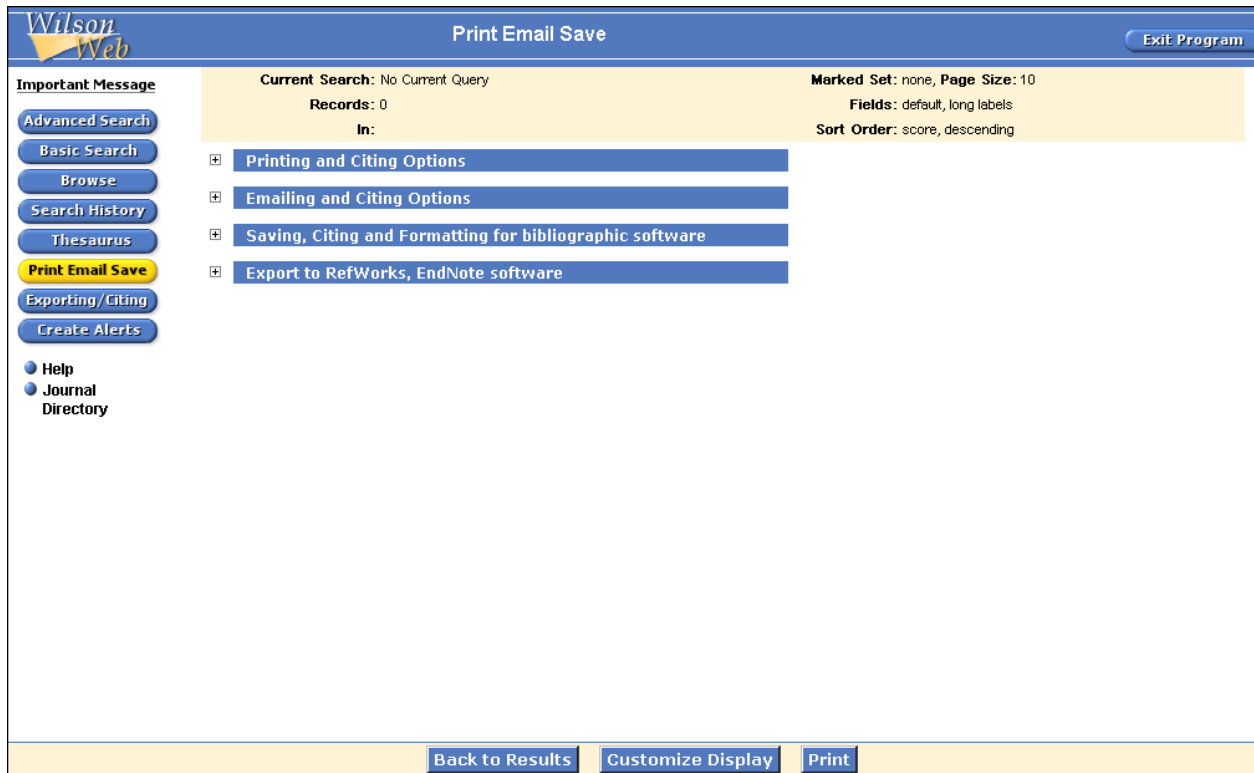 Wilson
Web
Print Email Save
Exit Program
Important Message
Advanced Search
Basic Search
Browse
Search History
Thesaurus
Print Email Save
Exporting/Citing
Create Alerts
Help
Journal
Directory
Current Search: No Current Query
Records: 0
In:
Marked Set: none, Page Size: 10
Fields: default, long labels
Sort Order: score, descending
Printing and Citing Options
Emailing and Citing Options
Saving, Citing and Formatting for bibliographic software
Export to RefWorks, EndNote software
Back to Results
Customize Display
Print